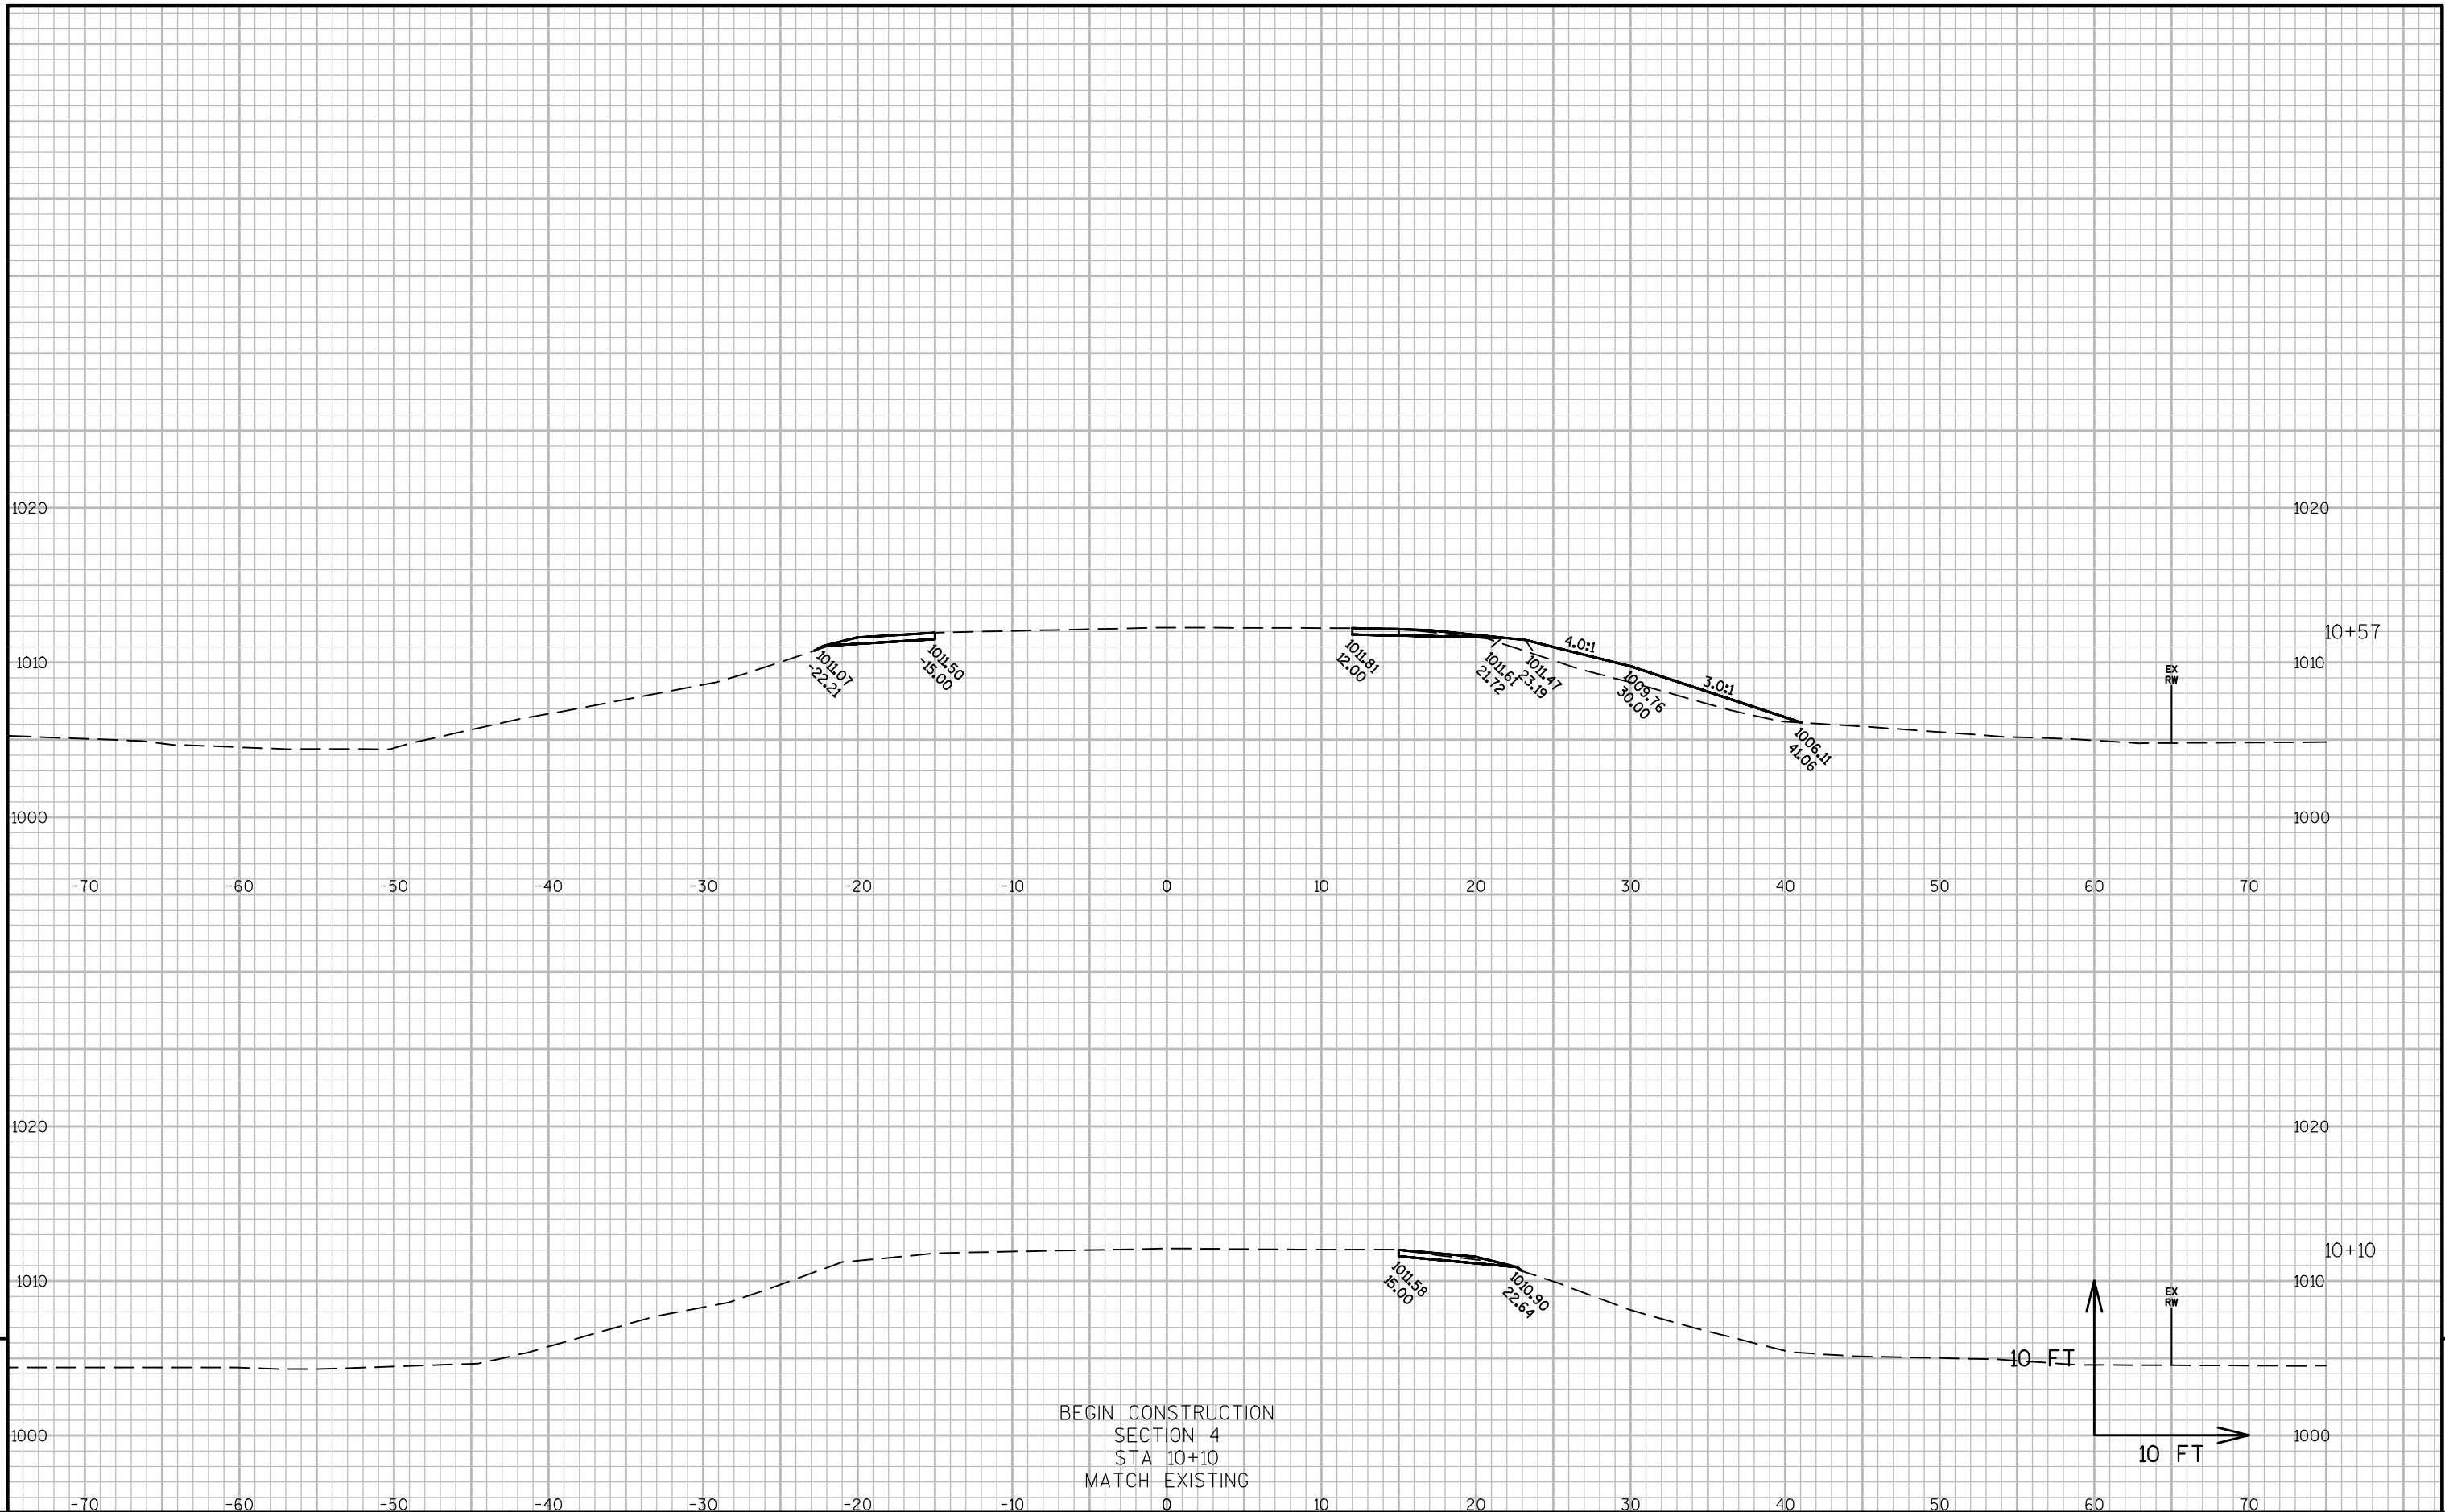 1020
1020
10+57
4.0:1
1010
1011.07
-22.21
1011.50
-15.00
1011.81
12.00
1011.61
21.72
1011.47
23.19
1009.76
30.00
3.0:1
1006.11
41.06
EX
RW
1010
1000
1000
-70 -60 -50 -40 -30 -20 -10 0 10 20 30 40 50 60 70
1020
1020
10+10
1010
1011.58
15.00
1010.90
22.64
EX
RW
1010
10 FT
10 FT
BEGIN CONSTRUCTION
SECTION 4
STA 10+10
MATCH EXISTING
1000
1000
-70 -60 -50 -40 -30 -20 -10 0 10 20 30 40 50 60 70